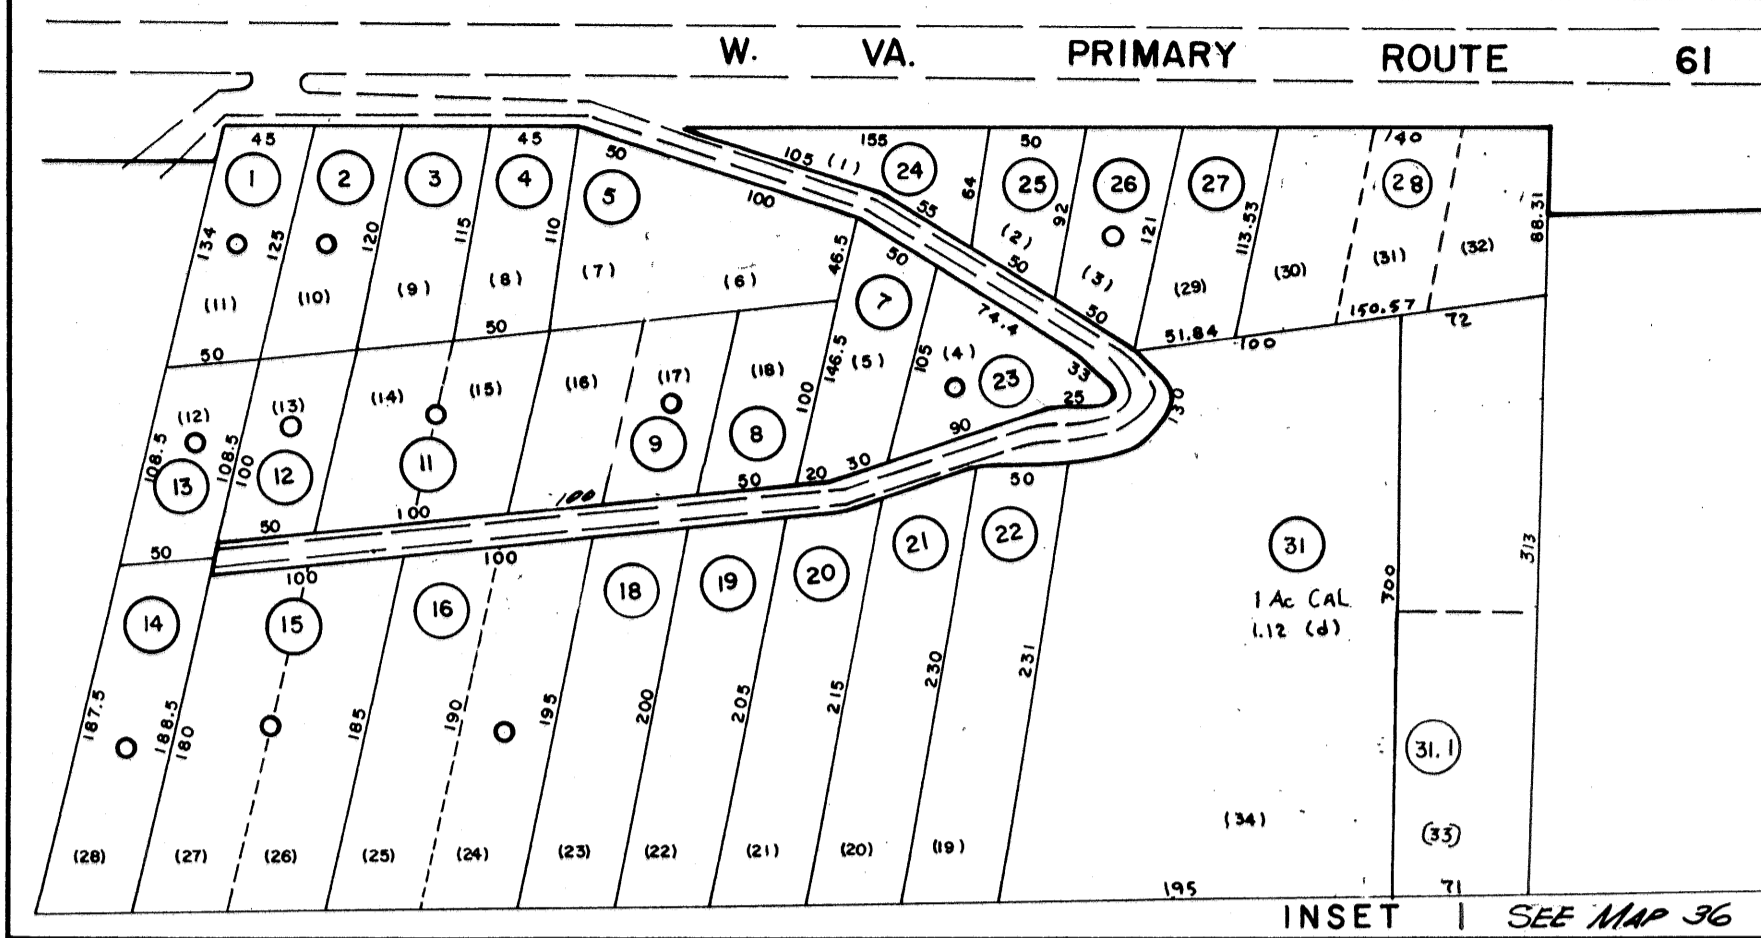 W. VA. PRIMARY ROUTE 61
45 45 50 155 50 140
105 (1)
1 2 3 4 5 24 25 26 27 28
100 55 64 92 121 113.53 88.31
134 125 120 115 110 46.5 50 (2) 50 (3)
(11) (10) (9) (8) (7) (6) (29) (30) (31) (32)
7 74.4 50 150.57 72
50 50 51.84 100
146.5 (5) 105 (4) 23 33 25 130
(12) (13) (14) (15) (16) (17) (18) 100
108.5 108.5 100 90
13 12 11 9 8
50 100 100 50 20 30 50
50 100 100
14 15 16 18 19 20 21 22 31
1 Ac CAL
1.12 (d)
300 313
187.5 188.5 180 185 190 195 200 205 215 230 231
31.1
(34) (33)
(28) (27) (26) (25) (24) (23) (22) (21) (20) (19)
195 71
INSET 1 SEE MAP 36